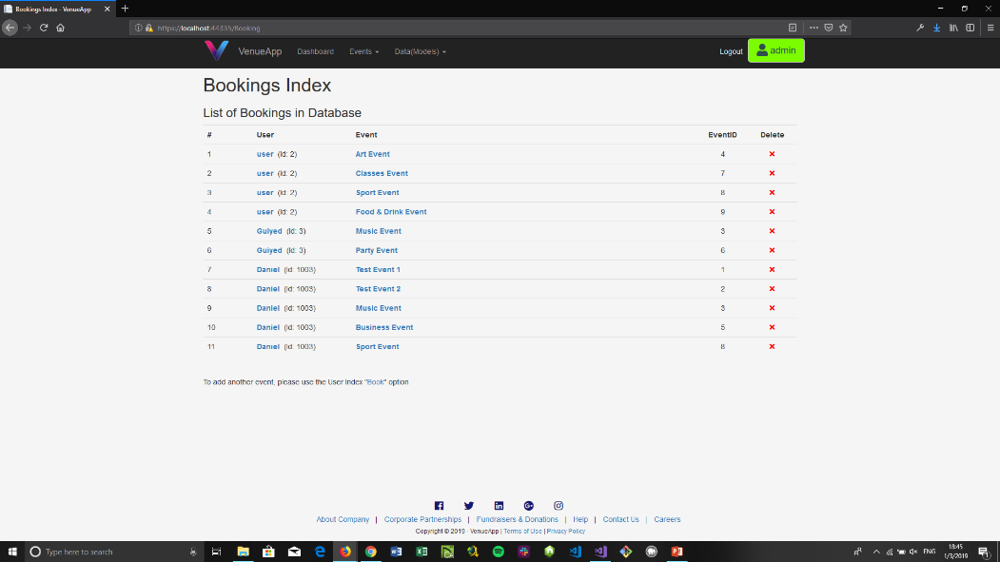 Bookings Index - VenueApp
https://localhost:44335/Booking
VenueApp Dashboard Events Data(Models) Logout admin
Bookings Index
List of Bookings in Database
# User Event EventID Delete
1 user (Id: 2) Art Event 4
2 user (Id: 2) Classes Event 7
3 user (Id: 2) Sport Event 8
4 user (Id: 2) Food & Drink Event 9
5 Guiyed (Id: 3) Music Event 3
6 Guiyed (Id: 3) Party Event 6
7 Daniel (Id: 1003) Test Event 1 1
8 Daniel (Id: 1003) Test Event 2 2
9 Daniel (Id: 1003) Music Event 3
10 Daniel (Id: 1003) Business Event 5
11 Daniel (Id: 1003) Sport Event 8
To add another event, please use the User Index "Book" option
About Company | Corporate Partnerships | Fundraisers & Donations | Help | Contact Us | Careers
Copyright © 2019 - VenueApp | Terms of Use | Privacy Policy
Type here to search
ENG
18:45
1/3/2019